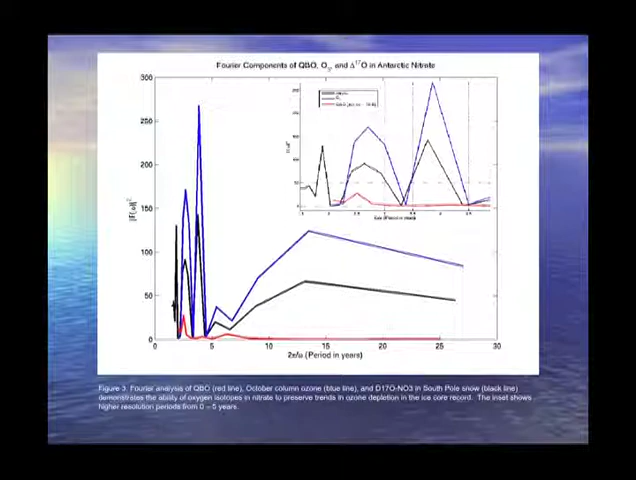 Fourier Components of QBO, O3, and Δ17O in Antarctic Nitrate
300
250
200
150
100
50
0
0 5 10 15 20 25 30
2π/ω (Period in years)
Figure 3. Fourier analysis of QBO (red line), October column ozone (blue line), and D17O-NO3 in South Pole snow (black line)
demonstrates the ability of oxygen isotopes in nitrate to preserve trends in ozone depletion in the ice core record. The inset shows
higher resolution periods from 0 – 5 years.